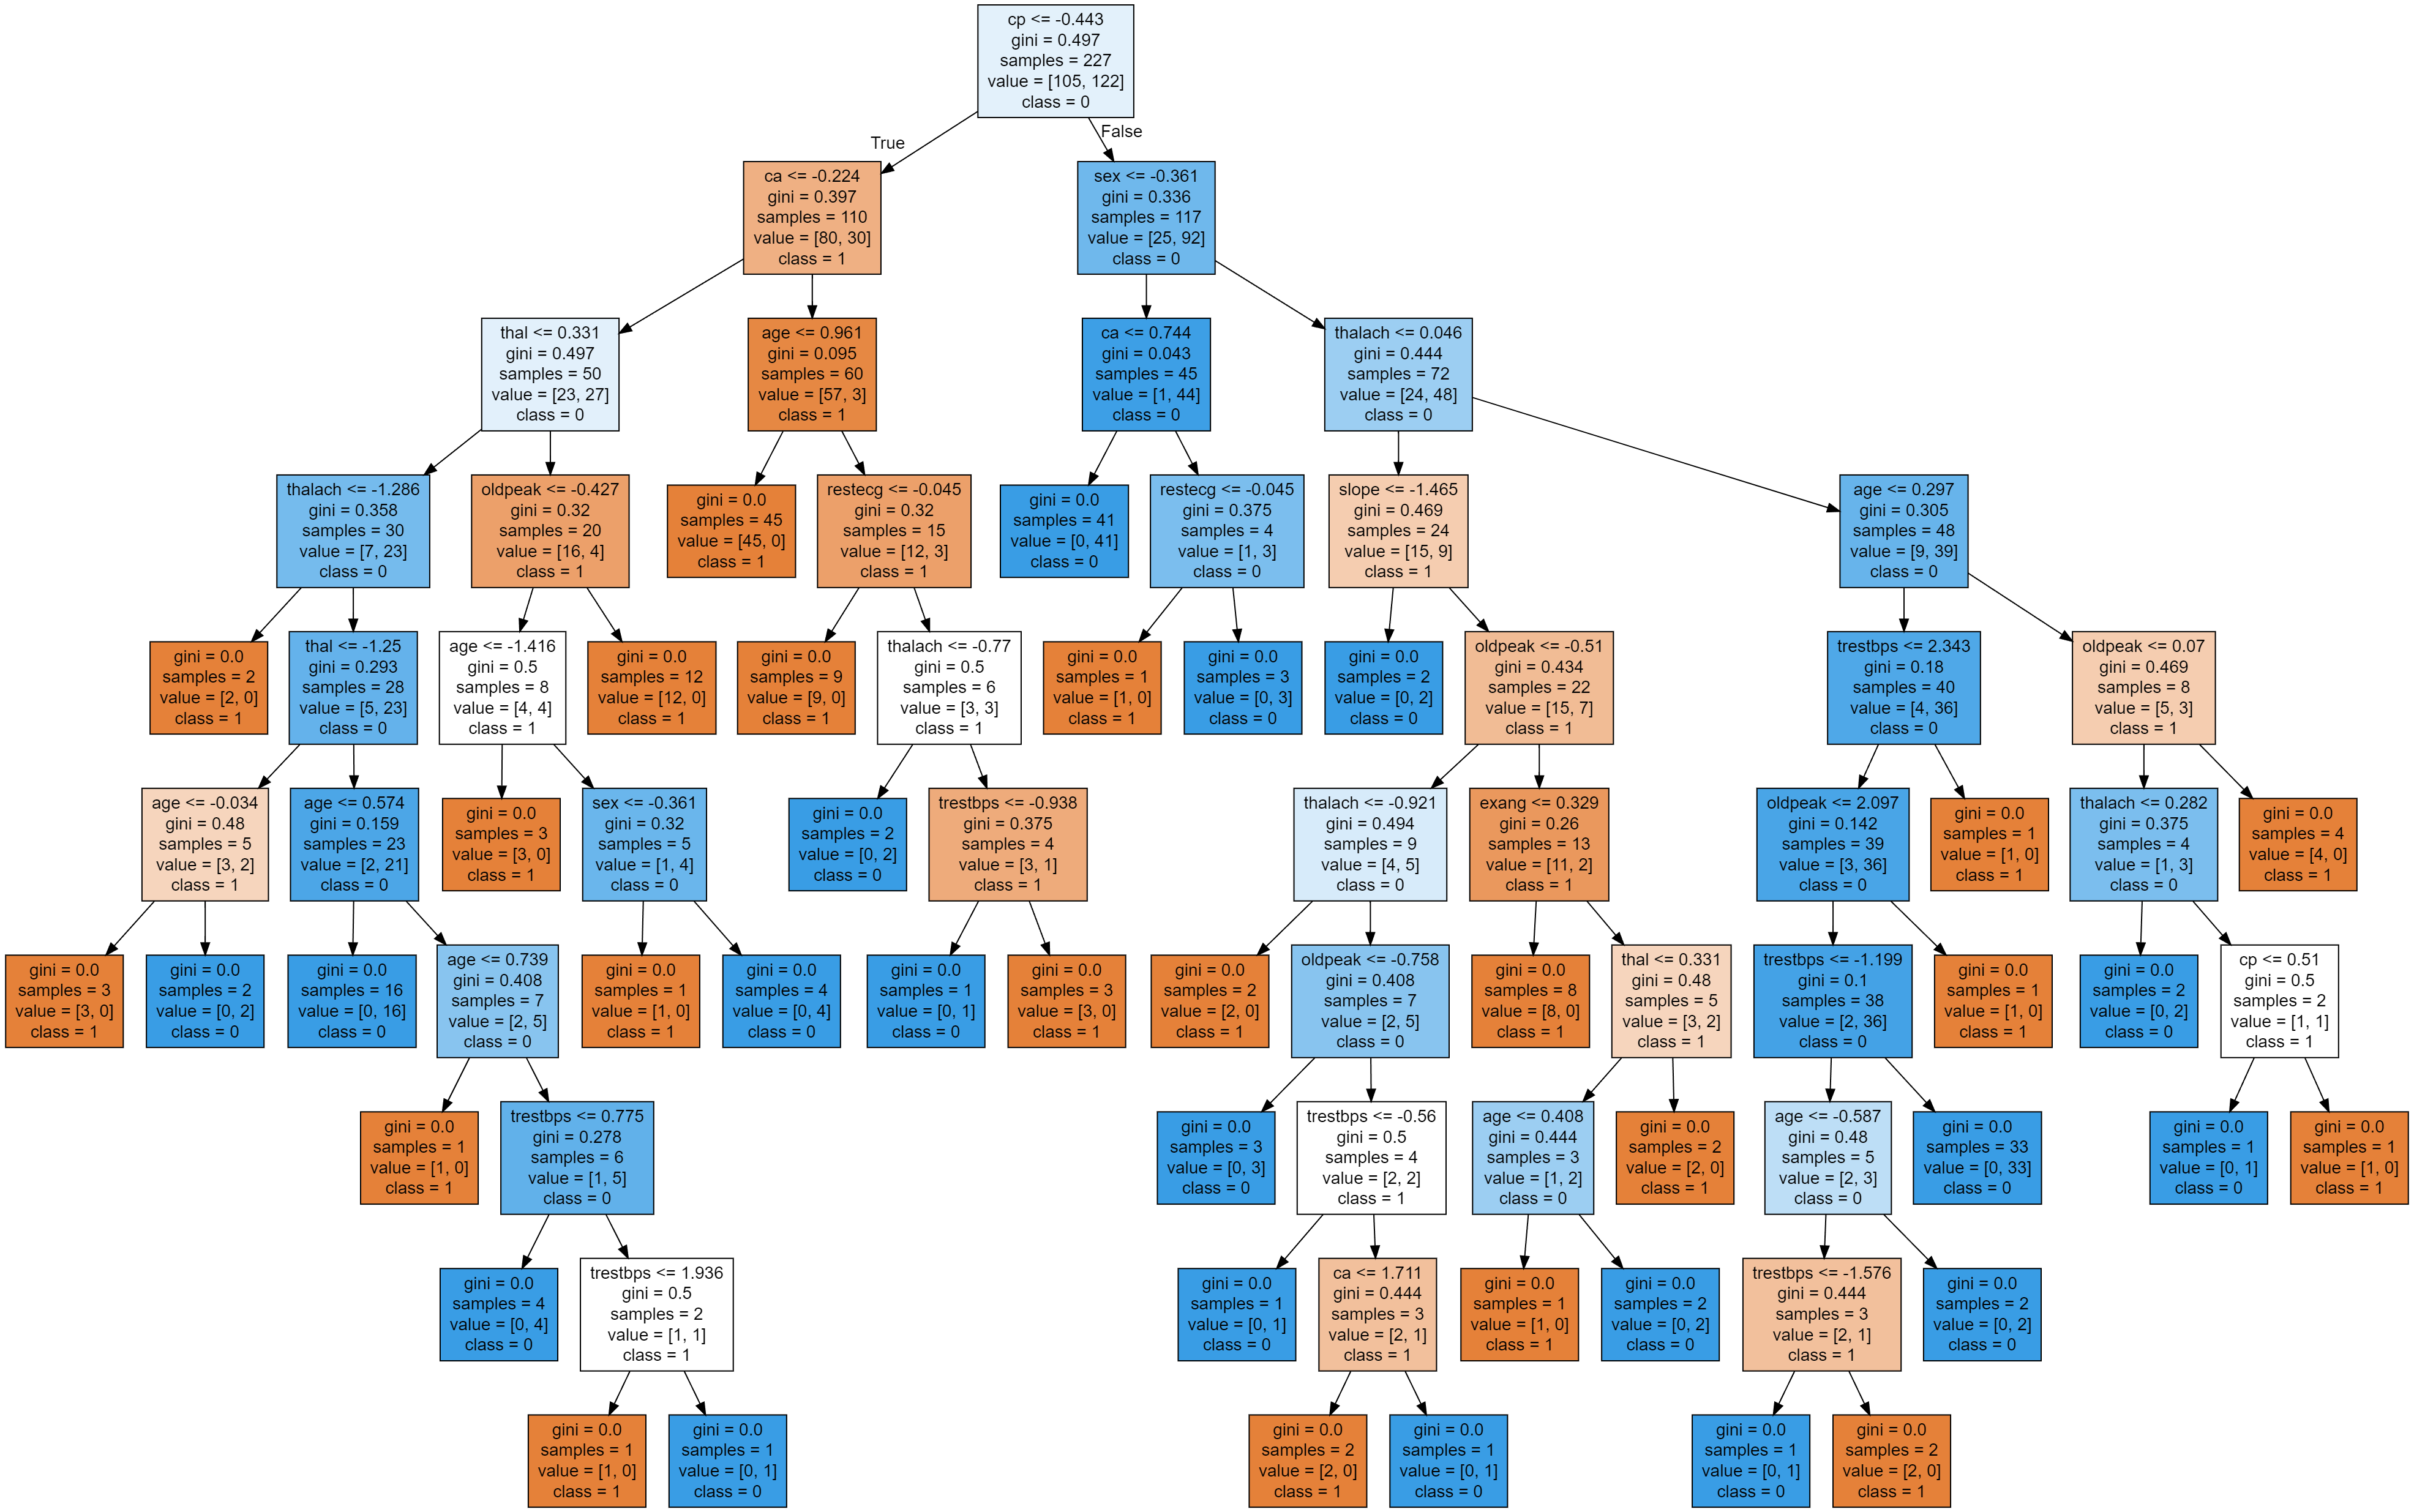 cp <= -0.443
gini = 0.497
samples = 227
value = [105, 122]
class = 0
True
False
ca <= -0.224
gini = 0.397
samples = 110
value = [80, 30]
class = 1
sex <= -0.361
gini = 0.336
samples = 117
value = [25, 92]
class = 0
thal <= 0.331
gini = 0.497
samples = 50
value = [23, 27]
class = 0
age <= 0.961
gini = 0.095
samples = 60
value = [57, 3]
class = 1
ca <= 0.744
gini = 0.043
samples = 45
value = [1, 44]
class = 0
thalach <= 0.046
gini = 0.444
samples = 72
value = [24, 48]
class = 0
thalach <= -1.286
gini = 0.358
samples = 30
value = [7, 23]
class = 0
oldpeak <= -0.427
gini = 0.32
samples = 20
value = [16, 4]
class = 1
gini = 0.0
samples = 45
value = [45, 0]
class = 1
restecg <= -0.045
gini = 0.32
samples = 15
value = [12, 3]
class = 1
gini = 0.0
samples = 41
value = [0, 41]
class = 0
restecg <= -0.045
gini = 0.375
samples = 4
value = [1, 3]
class = 0
slope <= -1.465
gini = 0.469
samples = 24
value = [15, 9]
class = 1
age <= 0.297
gini = 0.305
samples = 48
value = [9, 39]
class = 0
gini = 0.0
samples = 2
value = [2, 0]
class = 1
thal <= -1.25
gini = 0.293
samples = 28
value = [5, 23]
class = 0
age <= -1.416
gini = 0.5
samples = 8
value = [4, 4]
class = 1
gini = 0.0
samples = 12
value = [12, 0]
class = 1
gini = 0.0
samples = 9
value = [9, 0]
class = 1
thalach <= -0.77
gini = 0.5
samples = 6
value = [3, 3]
class = 1
gini = 0.0
samples = 1
value = [1, 0]
class = 1
gini = 0.0
samples = 3
value = [0, 3]
class = 0
gini = 0.0
samples = 2
value = [0, 2]
class = 0
oldpeak <= -0.51
gini = 0.434
samples = 22
value = [15, 7]
class = 1
trestbps <= 2.343
gini = 0.18
samples = 40
value = [4, 36]
class = 0
oldpeak <= 0.07
gini = 0.469
samples = 8
value = [5, 3]
class = 1
age <= -0.034
gini = 0.48
samples = 5
value = [3, 2]
class = 1
age <= 0.574
gini = 0.159
samples = 23
value = [2, 21]
class = 0
gini = 0.0
samples = 3
value = [3, 0]
class = 1
sex <= -0.361
gini = 0.32
samples = 5
value = [1, 4]
class = 0
gini = 0.0
samples = 2
value = [0, 2]
class = 0
trestbps <= -0.938
gini = 0.375
samples = 4
value = [3, 1]
class = 1
thalach <= -0.921
gini = 0.494
samples = 9
value = [4, 5]
class = 0
exang <= 0.329
gini = 0.26
samples = 13
value = [11, 2]
class = 1
oldpeak <= 2.097
gini = 0.142
samples = 39
value = [3, 36]
class = 0
gini = 0.0
samples = 1
value = [1, 0]
class = 1
thalach <= 0.282
gini = 0.375
samples = 4
value = [1, 3]
class = 0
gini = 0.0
samples = 4
value = [4, 0]
class = 1
gini = 0.0
samples = 3
value = [3, 0]
class = 1
gini = 0.0
samples = 2
value = [0, 2]
class = 0
gini = 0.0
samples = 16
value = [0, 16]
class = 0
age <= 0.739
gini = 0.408
samples = 7
value = [2, 5]
class = 0
gini = 0.0
samples = 1
value = [1, 0]
class = 1
gini = 0.0
samples = 4
value = [0, 4]
class = 0
gini = 0.0
samples = 1
value = [0, 1]
class = 0
gini = 0.0
samples = 3
value = [3, 0]
class = 1
gini = 0.0
samples = 2
value = [2, 0]
class = 1
oldpeak <= -0.758
gini = 0.408
samples = 7
value = [2, 5]
class = 0
gini = 0.0
samples = 8
value = [8, 0]
class = 1
thal <= 0.331
gini = 0.48
samples = 5
value = [3, 2]
class = 1
trestbps <= -1.199
gini = 0.1
samples = 38
value = [2, 36]
class = 0
gini = 0.0
samples = 1
value = [1, 0]
class = 1
gini = 0.0
samples = 2
value = [0, 2]
class = 0
cp <= 0.51
gini = 0.5
samples = 2
value = [1, 1]
class = 1
gini = 0.0
samples = 1
value = [1, 0]
class = 1
trestbps <= 0.775
gini = 0.278
samples = 6
value = [1, 5]
class = 0
gini = 0.0
samples = 3
value = [0, 3]
class = 0
trestbps <= -0.56
gini = 0.5
samples = 4
value = [2, 2]
class = 1
age <= 0.408
gini = 0.444
samples = 3
value = [1, 2]
class = 0
gini = 0.0
samples = 2
value = [2, 0]
class = 1
age <= -0.587
gini = 0.48
samples = 5
value = [2, 3]
class = 0
gini = 0.0
samples = 33
value = [0, 33]
class = 0
gini = 0.0
samples = 1
value = [0, 1]
class = 0
gini = 0.0
samples = 1
value = [1, 0]
class = 1
gini = 0.0
samples = 4
value = [0, 4]
class = 0
trestbps <= 1.936
gini = 0.5
samples = 2
value = [1, 1]
class = 1
gini = 0.0
samples = 1
value = [0, 1]
class = 0
ca <= 1.711
gini = 0.444
samples = 3
value = [2, 1]
class = 1
gini = 0.0
samples = 1
value = [1, 0]
class = 1
gini = 0.0
samples = 2
value = [0, 2]
class = 0
trestbps <= -1.576
gini = 0.444
samples = 3
value = [2, 1]
class = 1
gini = 0.0
samples = 2
value = [0, 2]
class = 0
gini = 0.0
samples = 1
value = [1, 0]
class = 1
gini = 0.0
samples = 1
value = [0, 1]
class = 0
gini = 0.0
samples = 2
value = [2, 0]
class = 1
gini = 0.0
samples = 1
value = [0, 1]
class = 0
gini = 0.0
samples = 1
value = [0, 1]
class = 0
gini = 0.0
samples = 2
value = [2, 0]
class = 1